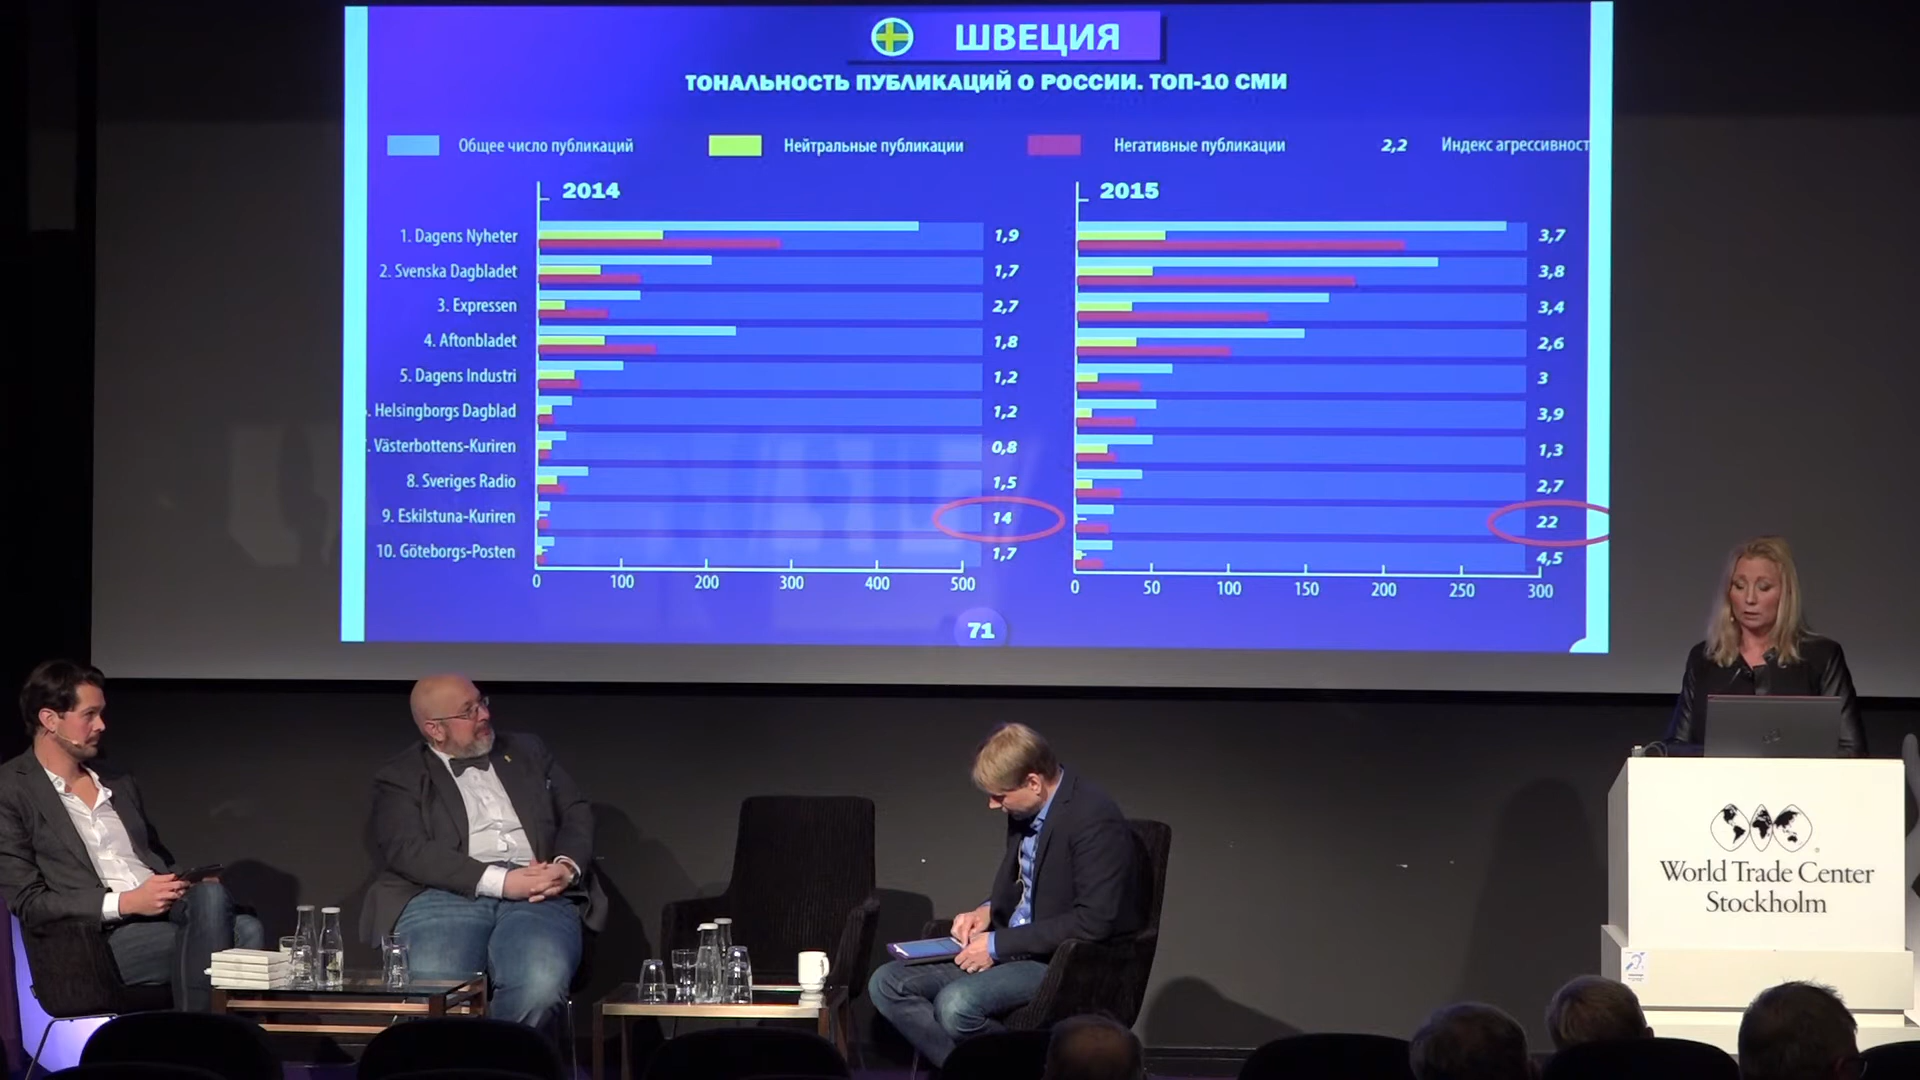 ШВЕЦИЯ
ТОНАЛЬНОСТЬ ПУБЛИКАЦИЙ О РОССИИ. ТОП-10 СМИ
Общее число публикаций Нейтральные публикации Негативные публикации 2,2 Индекс агрессивност
2014 2015
1. Dagens Nyheter 1,9 3,7
2. Svenska Dagbladet 1,7 3,8
3. Expressen 2,7 3,4
4. Aftonbladet 1,8 2,6
5. Dagens Industri 1,2 3
. Helsingborgs Dagblad 1,2 3,9
. Västerbottens-Kuriren 0,8 1,3
8. Sveriges Radio 1,5 2,7
9. Eskilstuna-Kuriren 14 22
10. Göteborgs-Posten 1,7 4,5
0 100 200 300 400 500 0 50 100 150 200 250 300
71
World Trade Center
Stockholm